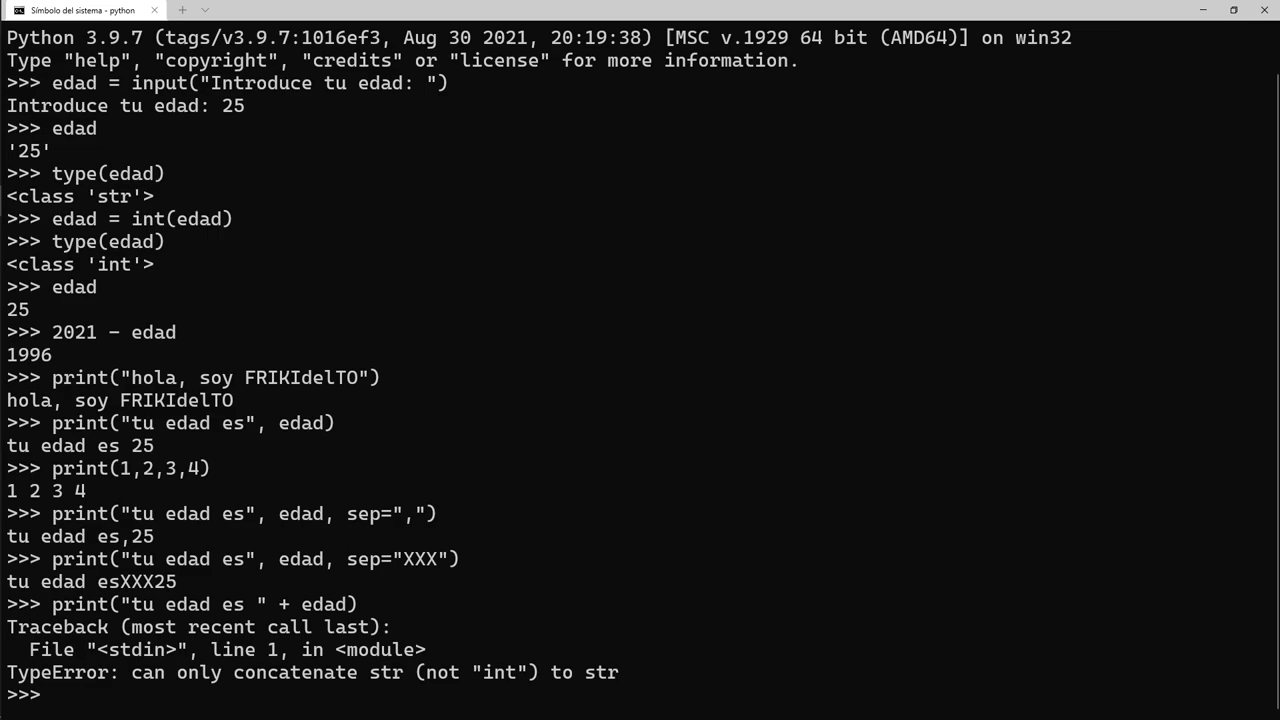 Símbolo del sistema - python
Python 3.9.7 (tags/v3.9.7:1016ef3, Aug 30 2021, 20:19:38) [MSC v.1929 64 bit (AMD64)] on win32
Type "help", "copyright", "credits" or "license" for more information.
>>> edad = input("Introduce tu edad: ")
Introduce tu edad: 25
>>> edad
'25'
>>> type(edad)
<class 'str'>
>>> edad = int(edad)
>>> type(edad)
<class 'int'>
>>> edad
25
>>> 2021 - edad
1996
>>> print("hola, soy FRIKIdelTO")
hola, soy FRIKIdelTO
>>> print("tu edad es", edad)
tu edad es 25
>>> print(1,2,3,4)
1 2 3 4
>>> print("tu edad es", edad, sep=",")
tu edad es,25
>>> print("tu edad es", edad, sep="XXX")
tu edad esXXX25
>>> print("tu edad es " + edad)
Traceback (most recent call last):
  File "<stdin>", line 1, in <module>
TypeError: can only concatenate str (not "int") to str
>>>